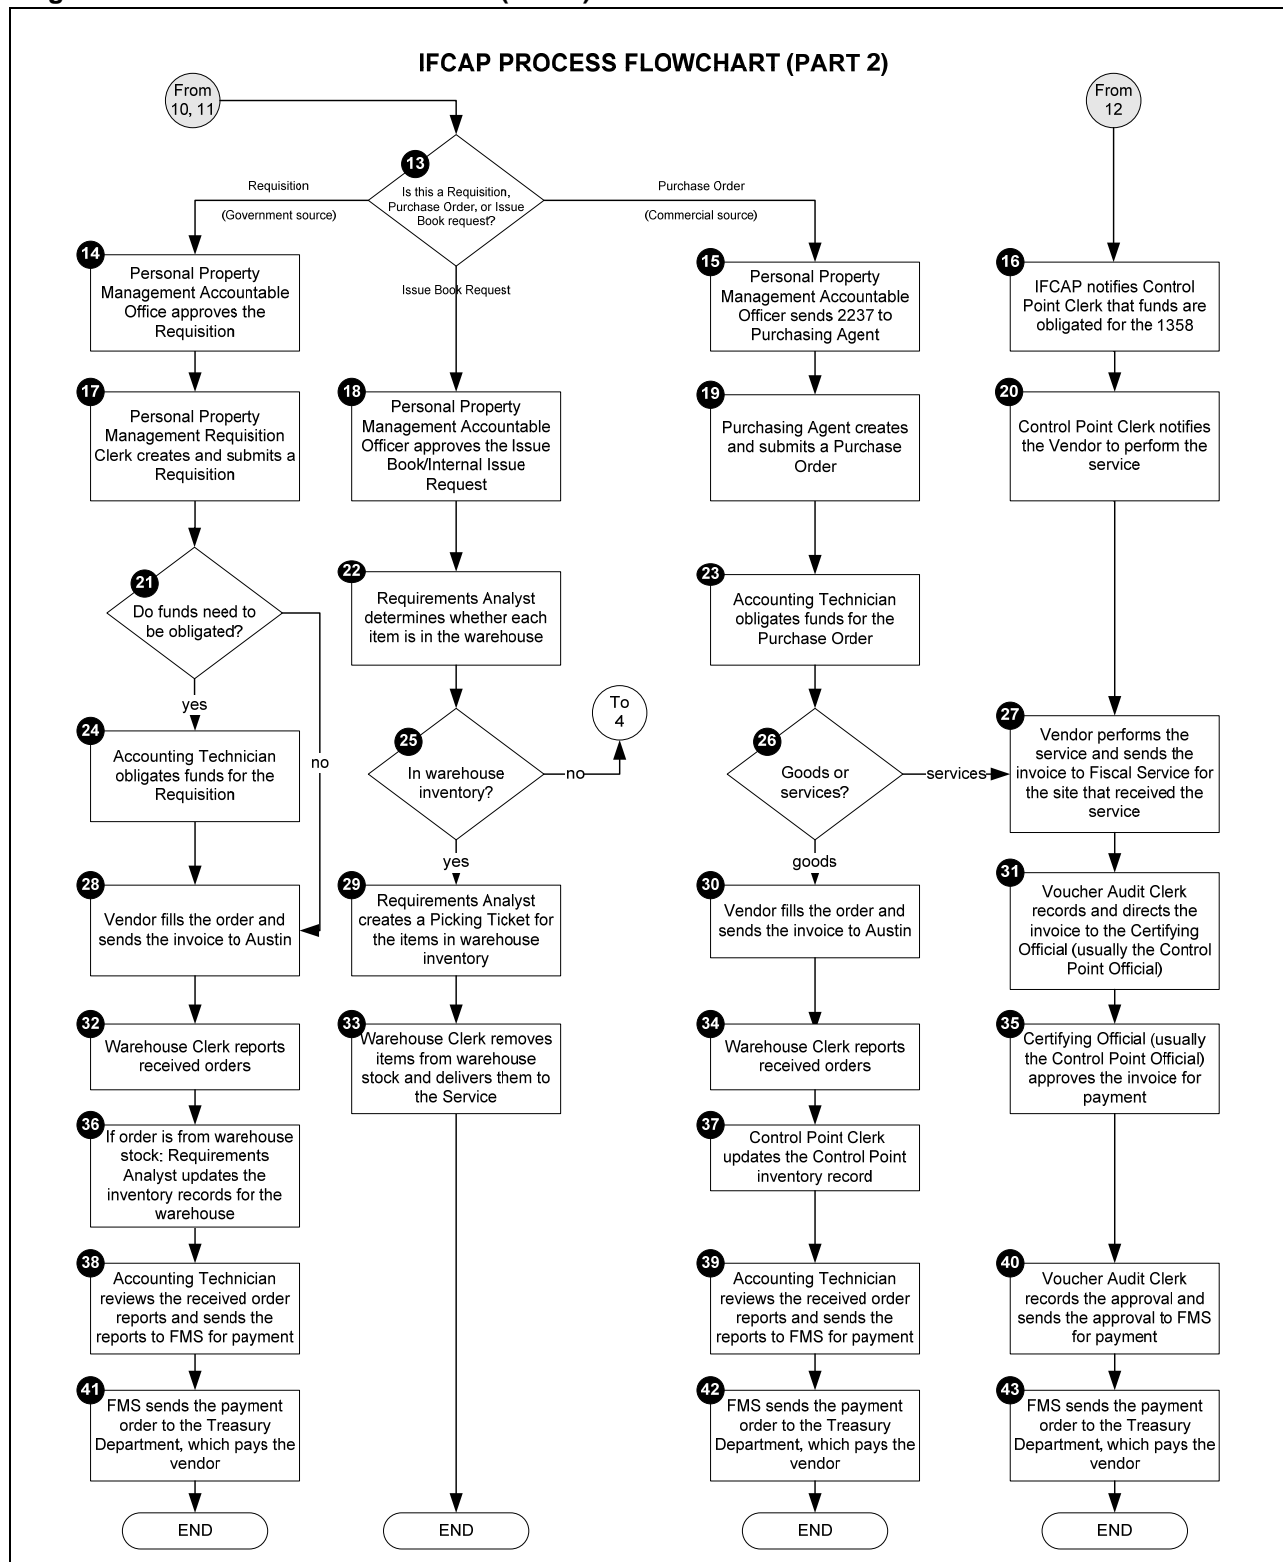 IFCAP PROCESS FLOWCHART (PART 2)
From
10, 11
From
12
13
Is this a Requisition,
Purchase Order, or Issue
Book request?
Requisition
(Government source)
Purchase Order
(Commercial source)
Issue Book Request
14
Personal Property
Management Accountable
Office approves the
Requisition
15
Personal Property
Management Accountable
Officer sends 2237 to
Purchasing Agent
16
IFCAP notifies Control
Point Clerk that funds are
obligated for the 1358
17
Personal Property
Management Requisition
Clerk creates and submits a
Requisition
18
Personal Property
Management Accountable
Officer approves the Issue
Book/Internal Issue
Request
19
Purchasing Agent creates
and submits a Purchase
Order
20
Control Point Clerk notifies
the Vendor to perform the
service
21
Do funds need to
be obligated?
yes
no
22
Requirements Analyst
determines whether each
item is in the warehouse
23
Accounting Technician
obligates funds for the
Purchase Order
24
Accounting Technician
obligates funds for the
Requisition
25
In warehouse
inventory?
no
To
4
yes
26
Goods or
services?
services
goods
27
Vendor performs the
service and sends the
invoice to Fiscal Service for
the site that received the
service
28
Vendor fills the order and
sends the invoice to Austin
29
Requirements Analyst
creates a Picking Ticket for
the items in warehouse
inventory
30
Vendor fills the order and
sends the invoice to Austin
31
Voucher Audit Clerk
records and directs the
invoice to the Certifying
Official (usually the Control
Point Official)
32
Warehouse Clerk reports
received orders
33
Warehouse Clerk removes
items from warehouse
stock and delivers them to
the Service
34
Warehouse Clerk reports
received orders
35
Certifying Official (usually
the Control Point Official)
approves the invoice for
payment
36
If order is from warehouse
stock: Requirements
Analyst updates the
inventory records for the
warehouse
37
Control Point Clerk
updates the Control Point
inventory record
38
Accounting Technician
reviews the received order
reports and sends the
reports to FMS for payment
39
Accounting Technician
reviews the received order
reports and sends the
reports to FMS for payment
40
Voucher Audit Clerk
records the approval and
sends the approval to FMS
for payment
41
FMS sends the payment
order to the Treasury
Department, which pays the
vendor
42
FMS sends the payment
order to the Treasury
Department, which pays the
vendor
43
FMS sends the payment
order to the Treasury
Department, which pays the
vendor
END
END
END
END